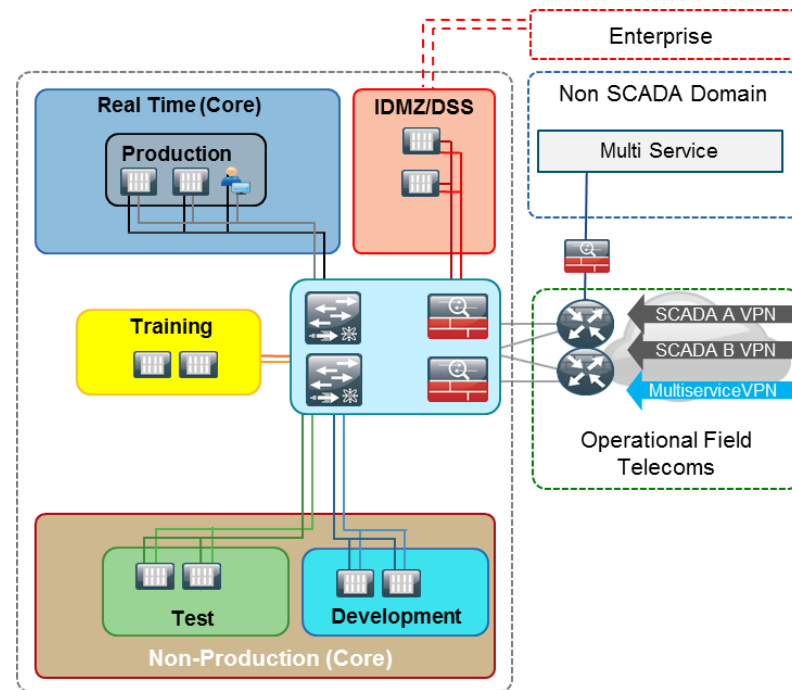 Enterprise
Real Time (Core)
IDMZ/DSS
Non SCADA Domain
Production
Multi Service
Training
SCADA A VPN
SCADA B VPN
MultiserviceVPN
Operational Field
Telecoms
Test
Development
Non-Production (Core)